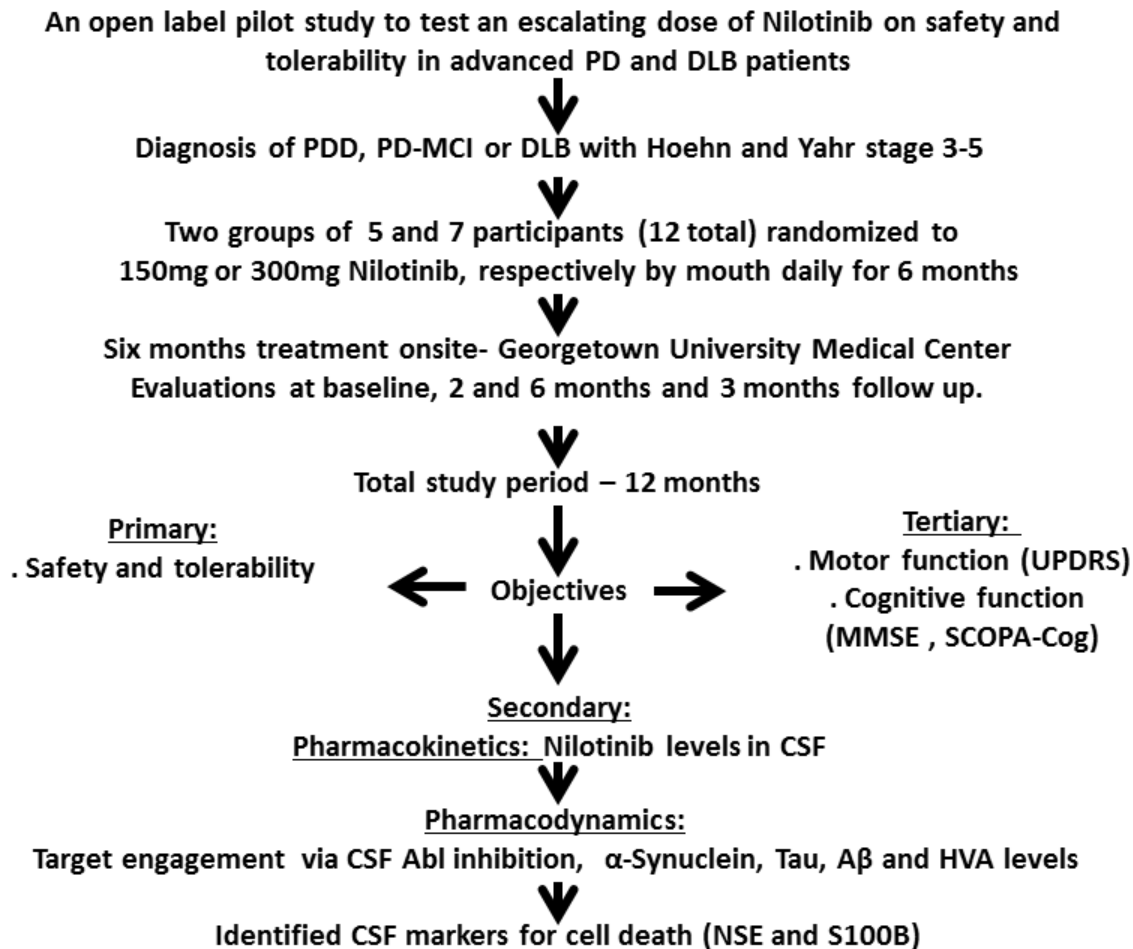 An open label pilot study to test an escalating dose of Nilotinib on safety and
tolerability in advanced PD and DLB patients
Diagnosis of PDD, PD-MCI or DLB with Hoehn and Yahr stage 3-5
Two groups of 5 and 7 participants (12 total) randomized to
150mg or 300mg Nilotinib, respectively by mouth daily for 6 months
Six months treatment onsite- Georgetown University Medical Center
Evaluations at baseline, 2 and 6 months and 3 months follow up.
Total study period – 12 months
Primary:
. Safety and tolerability
Objectives
Tertiary:
. Motor function (UPDRS)
. Cognitive function
(MMSE , SCOPA-Cog)
Secondary:
Pharmacokinetics: Nilotinib levels in CSF
Pharmacodynamics:
Target engagement via CSF Abl inhibition, α-Synuclein, Tau, Aβ and HVA levels
Identified CSF markers for cell death (NSE and S100B)